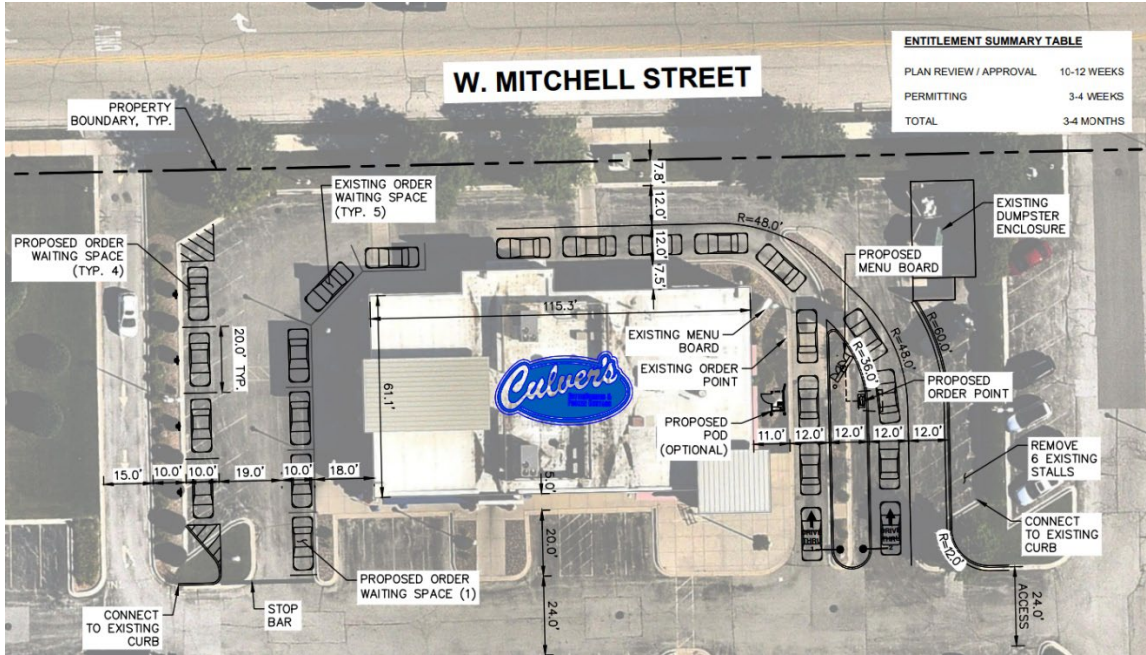 ONLY
W. MITCHELL STREET
ENTITLEMENT SUMMARY TABLE
PLAN REVIEW / APPROVAL 10-12 WEEKS
PERMITTING 3-4 WEEKS
TOTAL 3-4 MONTHS
PROPERTY
BOUNDARY, TYP.
EXISTING ORDER
WAITING SPACE
(TYP. 5)
PROPOSED ORDER
WAITING SPACE
(TYP. 4)
7.8'
12.0'
12.0'
7.5'
R=48.0'
EXISTING
DUMPSTER
ENCLOSURE
PROPOSED
MENU BOARD
115.3'
61.1'
20.0' TYP.
EXISTING MENU
BOARD
EXISTING ORDER
POINT
R=48.0'
R=60.0'
R=36.0'
Culver's
PROPOSED
POD
(OPTIONAL)
PROPOSED
ORDER POINT
11.0'
12.0'
12.0'
12.0'
12.0'
REMOVE
6 EXISTING
STALLS
15.0'
10.0'
10.0'
19.0'
10.0'
18.0'
5.0'
20.0'
24.0'
CONNECT
TO EXISTING
CURB
R=12.0'
24.0'
ACCESS
PROPOSED ORDER
WAITING SPACE (1)
STOP
BAR
CONNECT
TO EXISTING
CURB